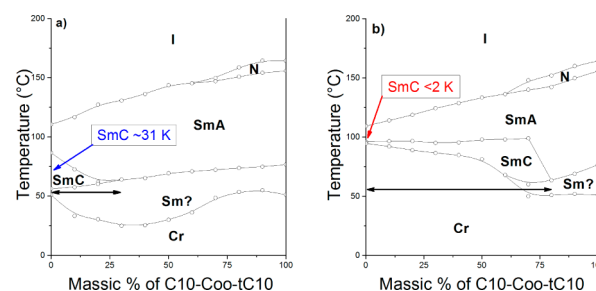 a)
I
N
SmA
SmC ~31 K
SmC
Sm?
Cr
200
150
100
50
0
0
25
50
75
100
Temperature (°C)
Massic % of C10-Coo-tC10
b)
I
N
SmC <2 K
SmA
SmC
Sm?
Cr
200
150
100
50
0
0
25
50
75
100
Temperature (°C)
Massic % of C10-Coo-tC10